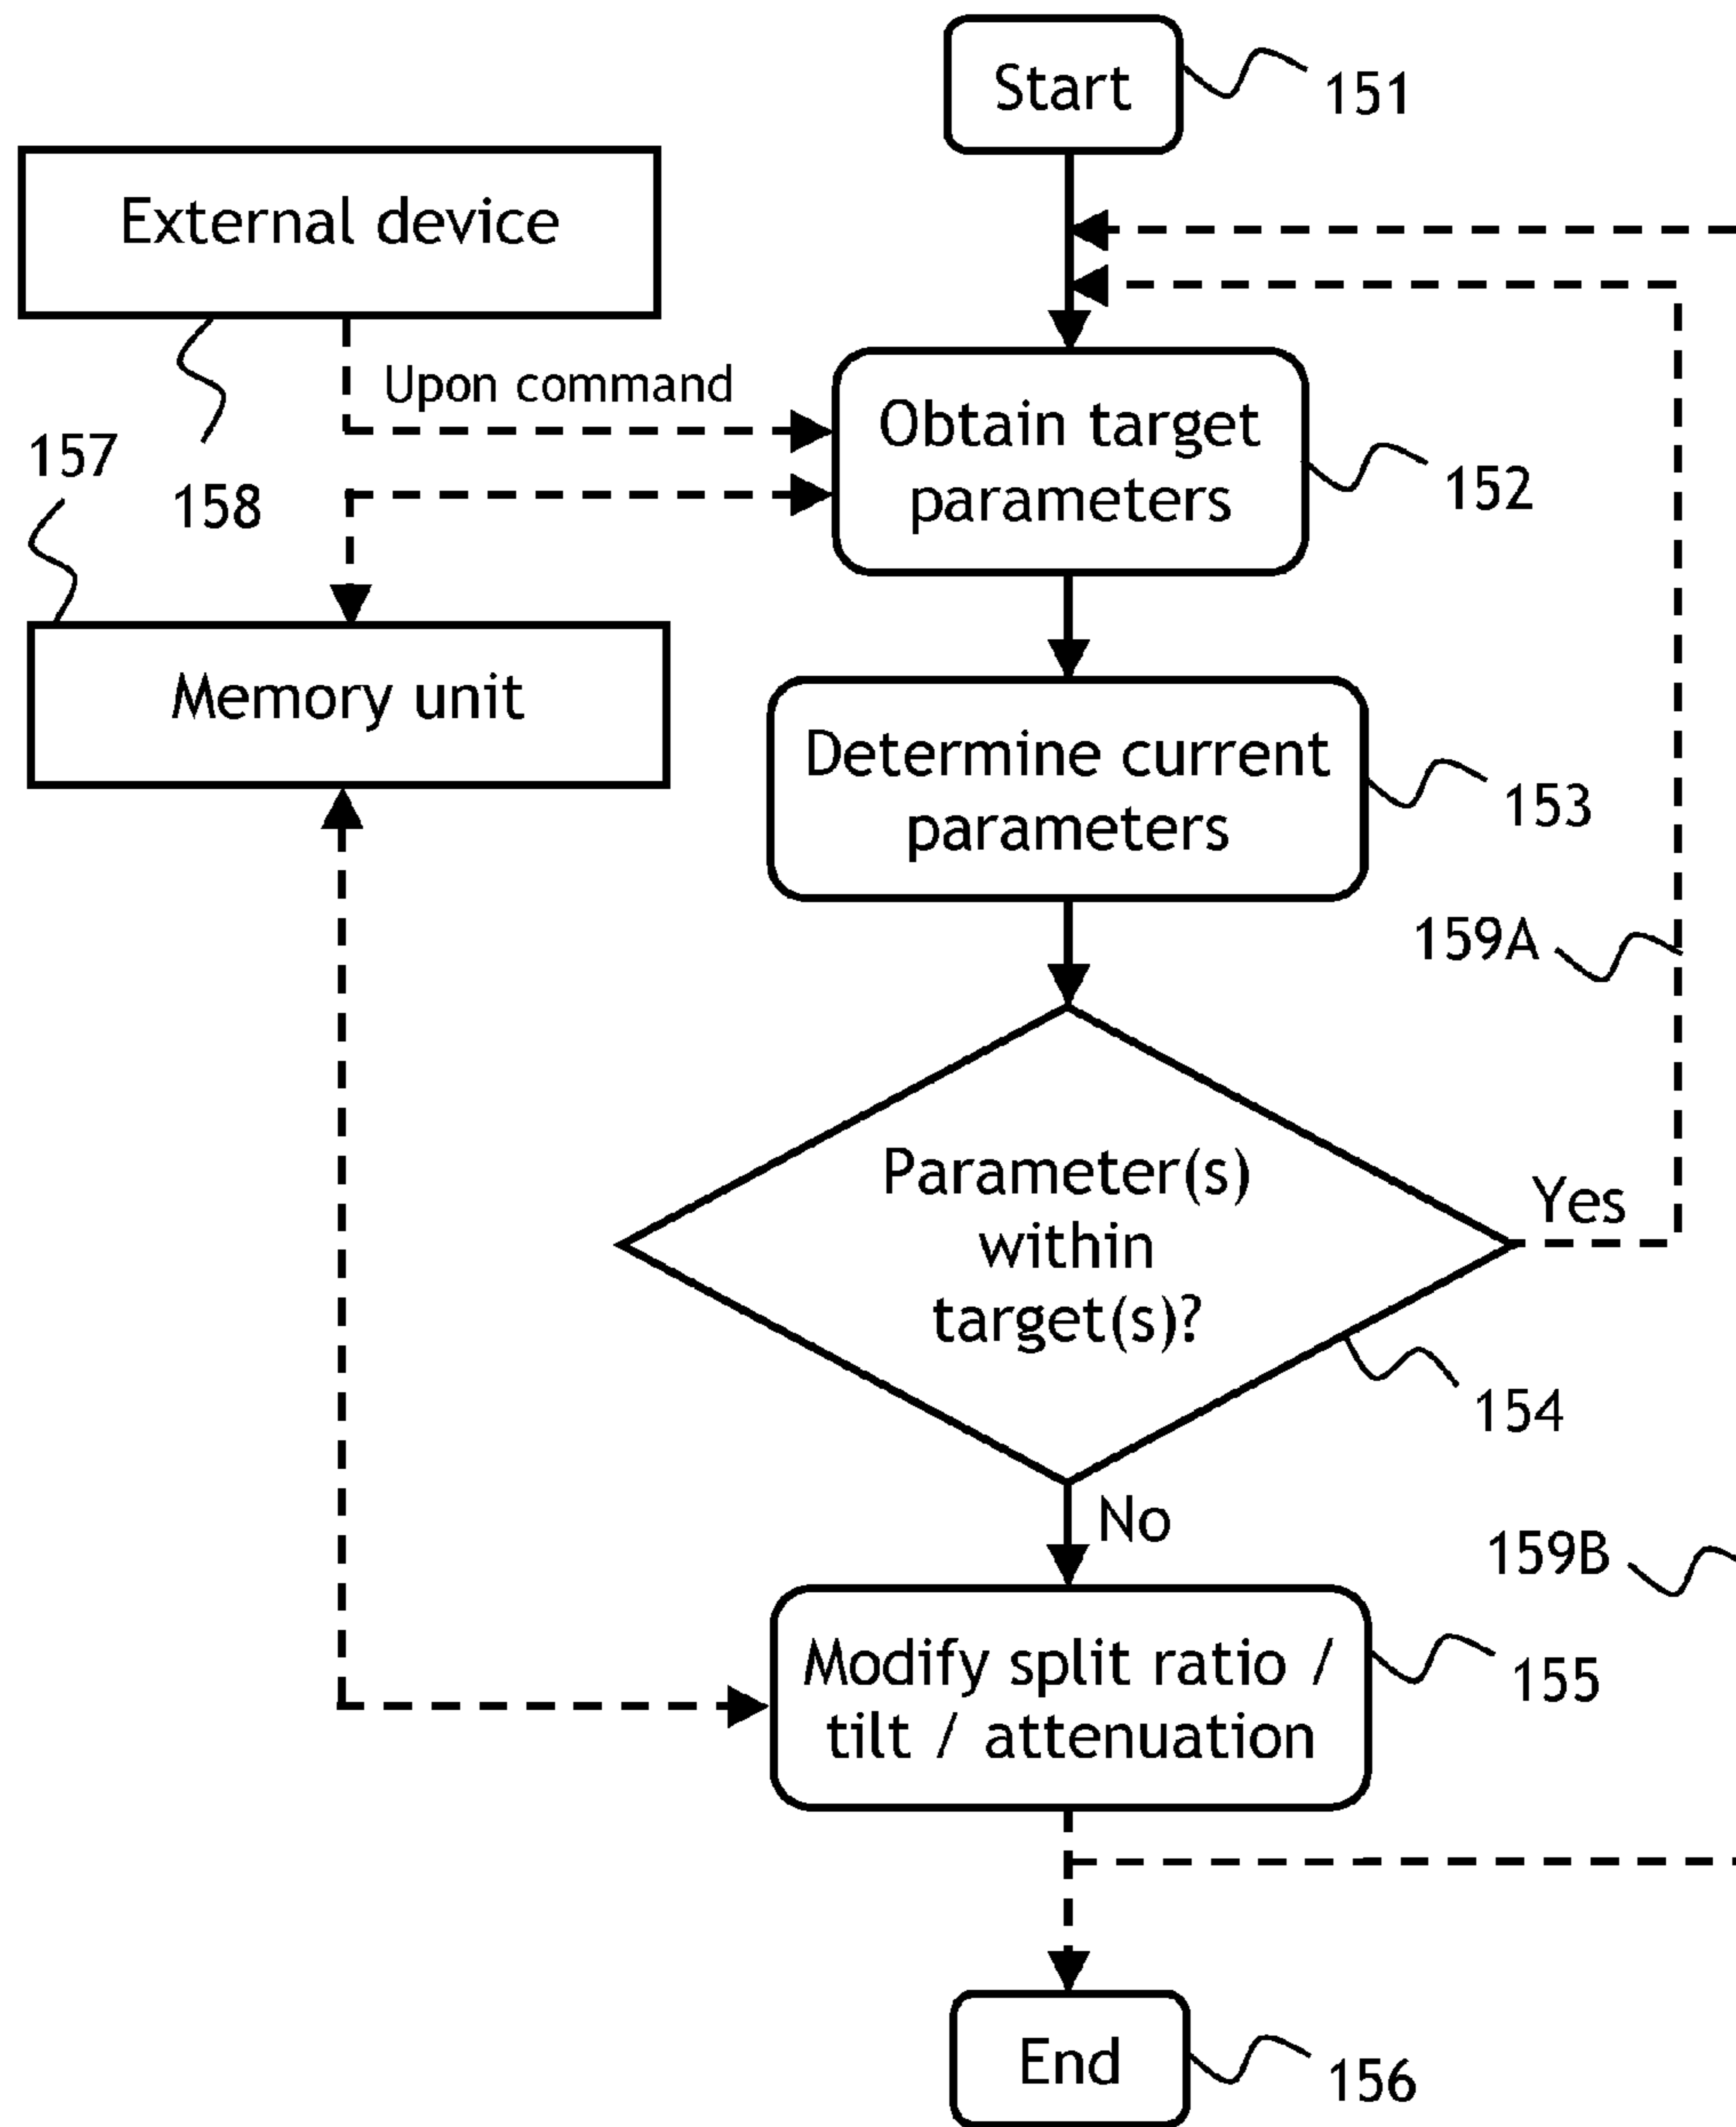 Start
151
External device
Upon command
157
158
Obtain target
parameters
152
Memory unit
Determine current
parameters
153
159A
Parameter(s)
within
target(s)?
Yes
154
No
159B
Modify split ratio /
tilt / attenuation
155
End
156